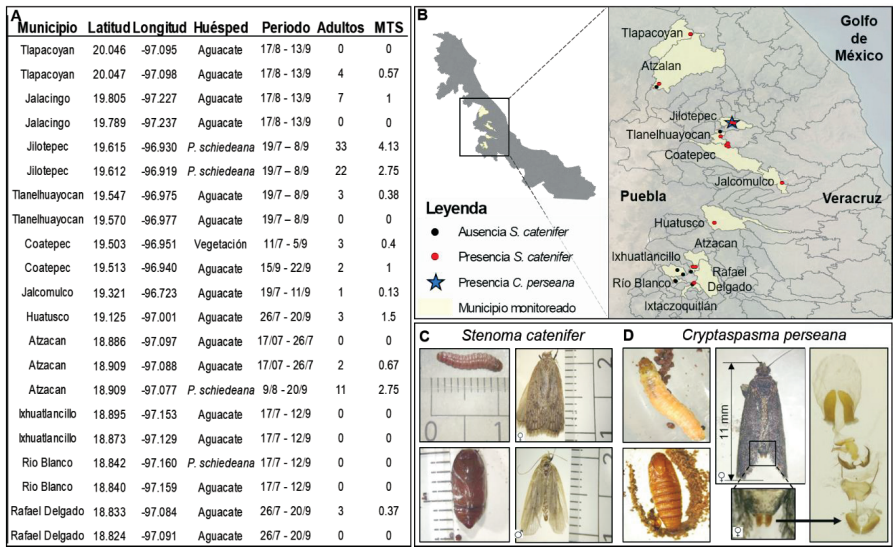 A
Municipio Latitud Longitud Huésped Periodo Adultos MTS
Tlapacoyan 20.046 -97.095 Aguacate 17/8 - 13/9 0 0
Tlapacoyan 20.047 -97.098 Aguacate 17/8 - 13/9 4 0.57
Jalacingo 19.805 -97.227 Aguacate 17/8 - 13/9 7 1
Jalacingo 19.789 -97.237 Aguacate 17/8 - 13/9 0 0
Jilotepec 19.615 -96.930 P. schiedeana 19/7 - 8/9 33 4.13
Jilotepec 19.612 -96.919 P. schiedeana 19/7 - 8/9 22 2.75
Tlanelhuayocan 19.547 -96.975 Aguacate 19/7 – 8/9 3 0.38
Tlanelhuayocan 19.570 -96.977 Aguacate 19/7 – 8/9 0 0
Coatepec 19.503 -96.951 Vegetación 11/7 - 5/9 3 0.4
Coatepec 19.513 -96.940 Aguacate 15/9 - 22/9 2 1
Jalcomulco 19.321 -96.723 Aguacate 19/7 - 11/9 1 0.13
Huatusco 19.125 -97.001 Aguacate 26/7 - 20/9 3 1.5
Atzacan 18.886 -97.097 Aguacate 17/07 - 26/7 0 0
Atzacan 18.909 -97.088 Aguacate 17/07 - 26/7 2 0.67
Atzacan 18.909 -97.077 P. schiedeana 9/8 - 20/9 11 2.75
Ixhuatlancillo 18.895 -97.153 Aguacate 17/7 - 12/9 0 0
Ixhuatlancillo 18.873 -97.129 Aguacate 17/7 - 12/9 0 0
Rio Blanco 18.842 -97.160 P. schiedeana 17/7 - 12/9 0 0
Rio Blanco 18.840 -97.159 Aguacate 17/7 - 12/9 0 0
Rafael Delgado 18.833 -97.084 Aguacate 26/7 - 20/9 3 0.37
Rafael Delgado 18.824 -97.091 Aguacate 26/7 - 20/9 0 0
B
Golfo
de
México
Tlapacoyan
Atzalan
Jilotepec
Tlanelhuayocan
Coatepec
Jalcomulco
Puebla
Veracruz
Huatusco
Atzacan
Ixhuatlancillo
Rafael
Delgado
Río Blanco
Ixtaczoquitlán
Leyenda
Ausencia S. catenifer
Presencia S. catenifer
Presencia C. perseana
Municipio monitoreado
C Stenoma catenifer
0 1
♀
1 2
♂
1 2
D Cryptaspasma perseana
11 mm
♀
♀